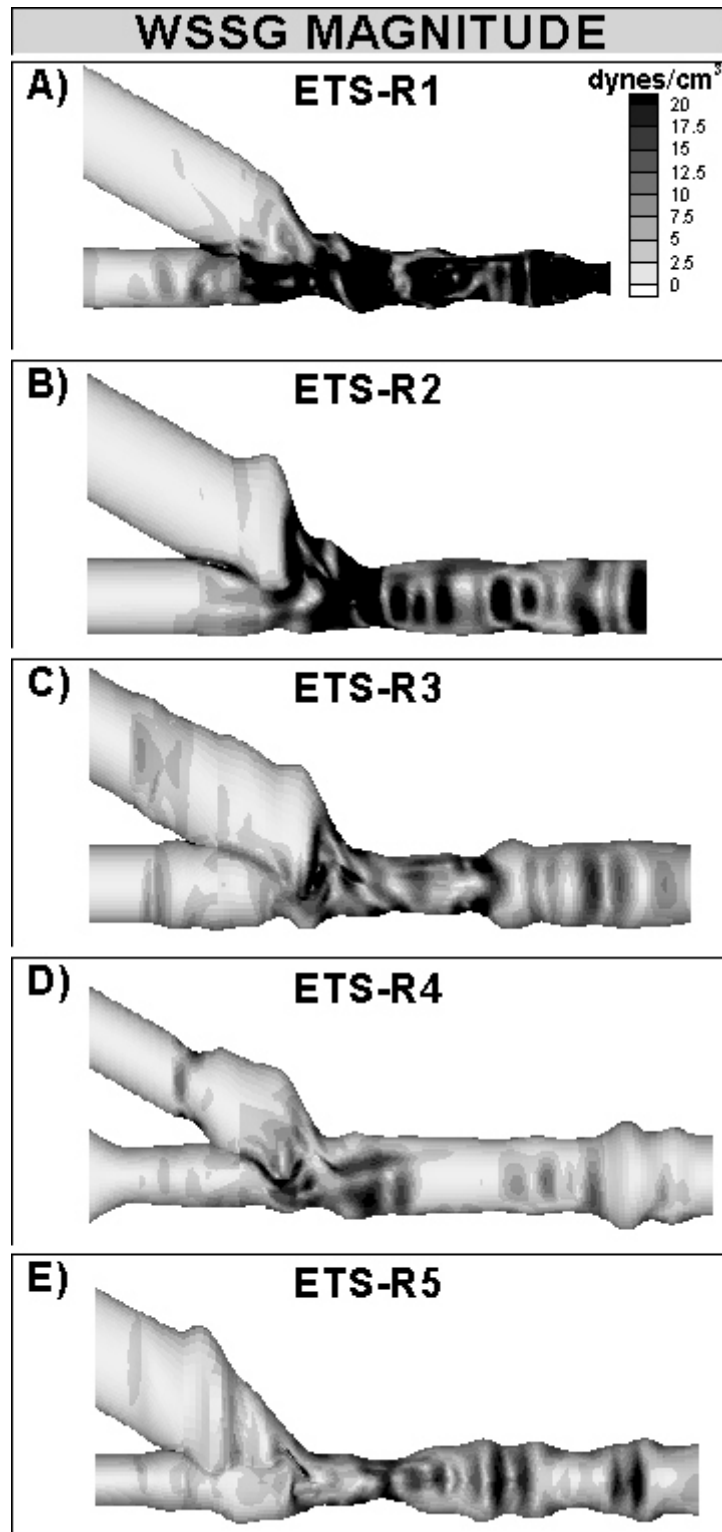 WSSG MAGNITUDE
A)
ETS-R1
dynes/cm³
20
17.5
15
12.5
10
7.5
5
2.5
0
B)
ETS-R2
C)
ETS-R3
D)
ETS-R4
E)
ETS-R5